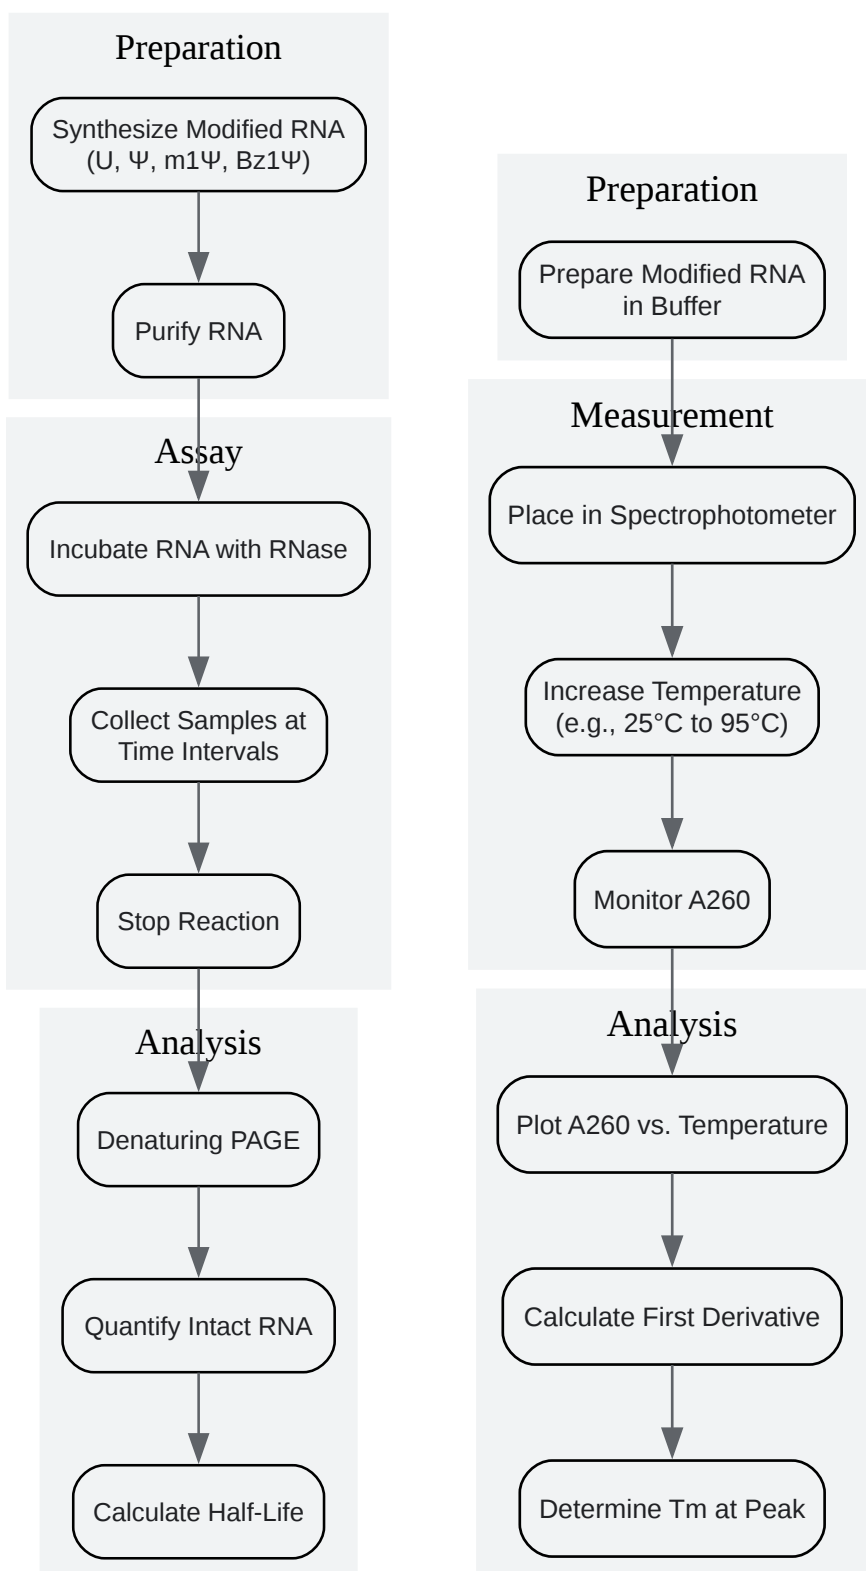 Preparation
Synthesize Modified RNA
(U, Ψ, m1Ψ, Bz1Ψ)
Purify RNA
Assay
Incubate RNA with RNase
Collect Samples at
Time Intervals
Stop Reaction
Analysis
Denaturing PAGE
Quantify Intact RNA
Calculate Half-Life
Preparation
Prepare Modified RNA
in Buffer
Measurement
Place in Spectrophotometer
Increase Temperature
(e.g., 25°C to 95°C)
Monitor A260
Analysis
Plot A260 vs. Temperature
Calculate First Derivative
Determine Tm at Peak